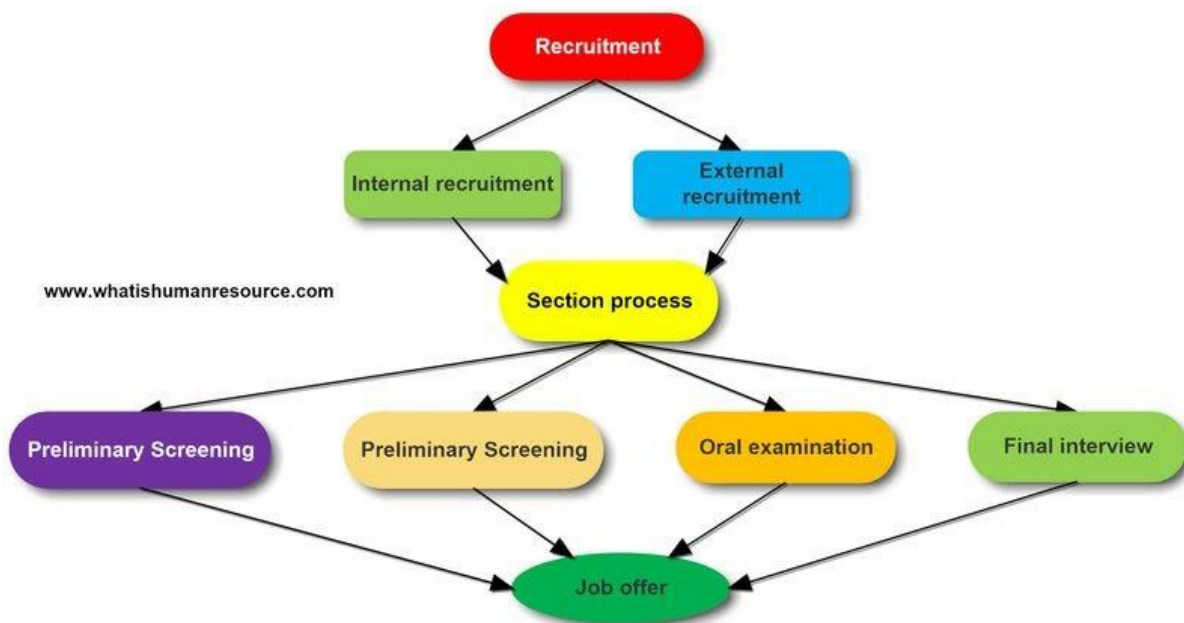 Recruitment
Internal recruitment
External
recruitment
www.whatishumanresource.com
Section process
Preliminary Screening
Preliminary Screening
Oral examination
Final interview
Job offer